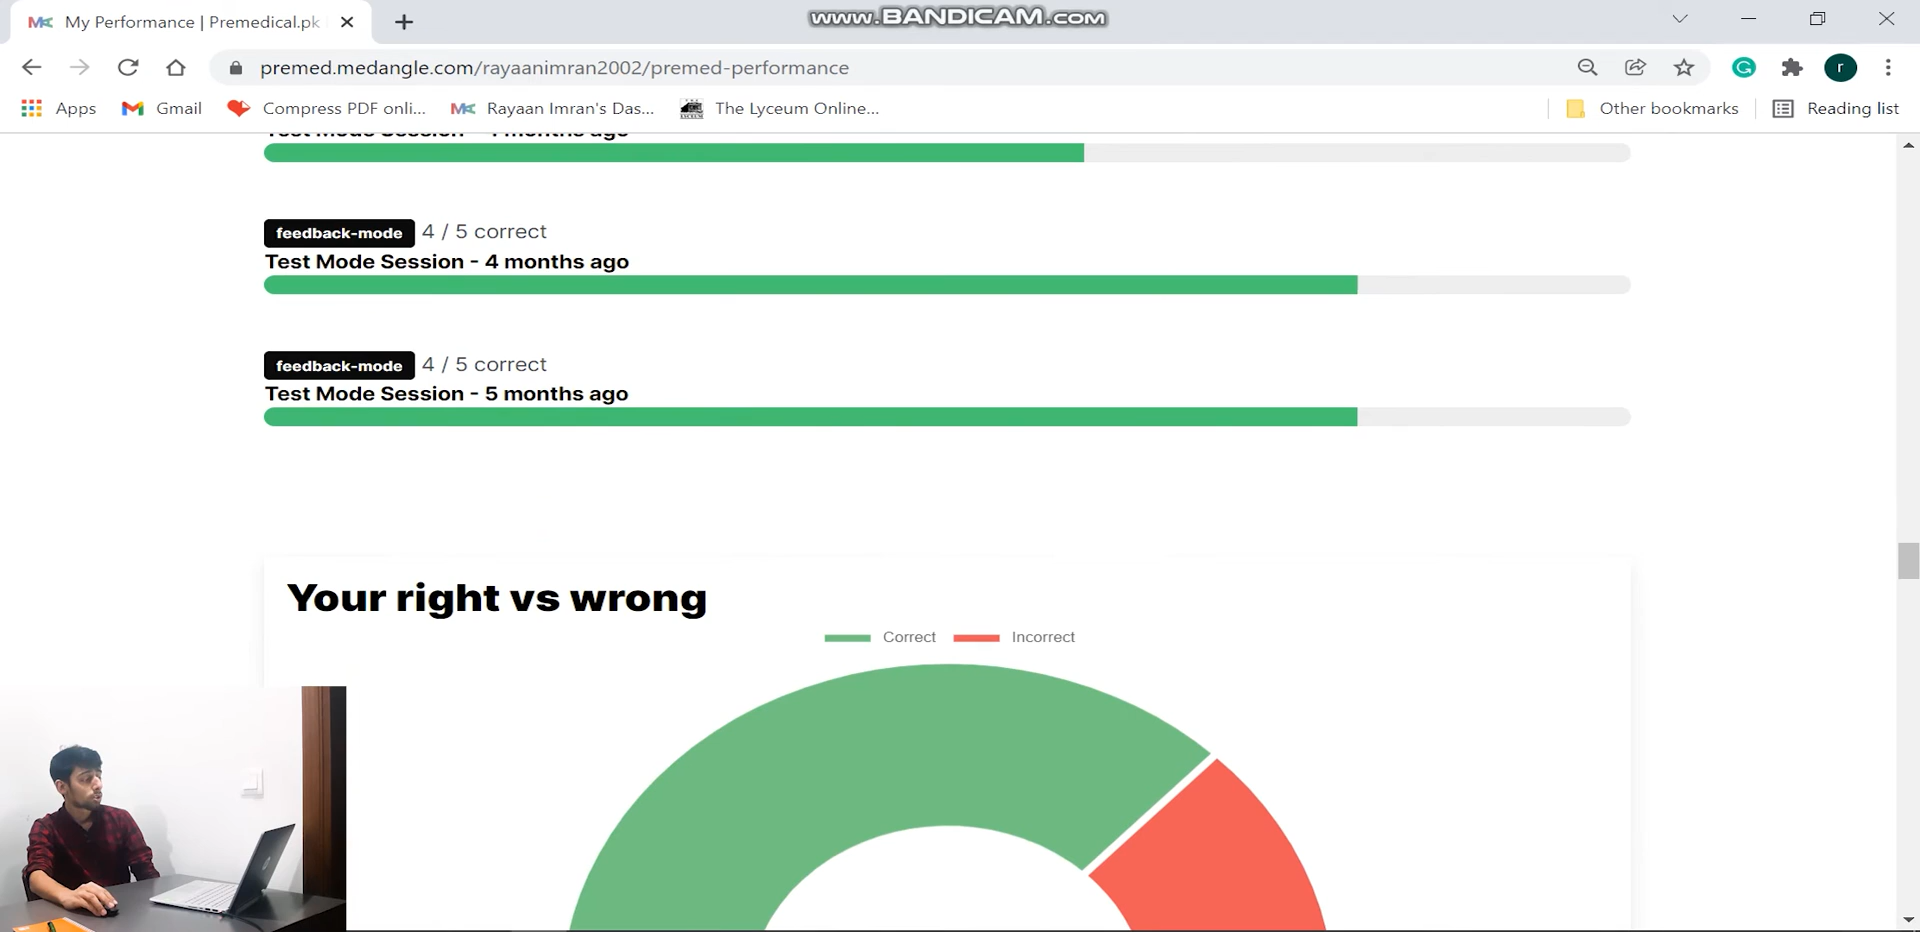 My Performance | Premedical.pk
WWW.BANDICAM.COM
premed.medangle.com/rayaanimran2002/premed-performance
r
Apps
Gmail
Compress PDF onli...
Rayaan Imran's Das...
The Lyceum Online...
Other bookmarks
Reading list
Test Mode Session - 4 months ago
feedback-mode 4 / 5 correct
Test Mode Session - 4 months ago
feedback-mode 4 / 5 correct
Test Mode Session - 5 months ago
Your right vs wrong
Correct Incorrect